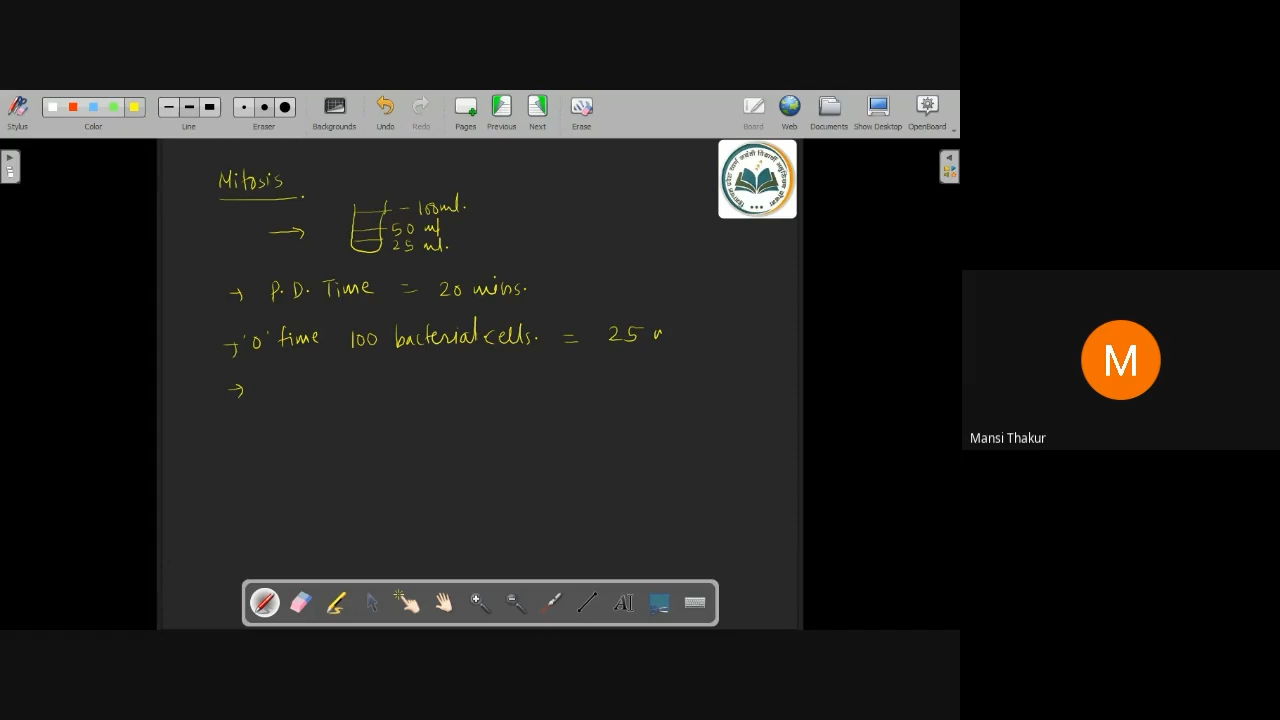 Stylus
Color
Line
Eraser
Backgrounds
Undo
Redo
Pages
Previous
Next
Erase
Board
Web
Documents
Show Desktop
OpenBoard
Mitosis
- 100ml.
50 ml
25 ml.
→ P.D. Time = 20 mins.
→ '0' time 100 bacterial cells. = 25
→
AI
M
Mansi Thakur